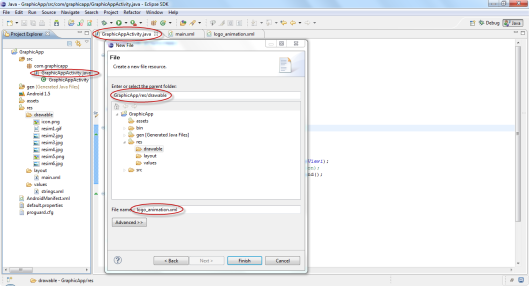 Java - GraphicApp/src/com/graphicapp/GraphicAppActivity.java - Eclipse SDK
File Edit Run Source Navigate Search Project Refactor Window Help
Debug Java
Project Explorer
GraphicAppActivity.java main.xml logo_animation.xml
GraphicApp
src
com.graphicapp
GraphicAppActivity.java
GraphicAppActivity
gen [Generated Java Files]
Android 1.5
assets
res
drawable
icon.png
resim1.gif
resim2.jpg
resim3.jpg
resim4.jpg
resim5.png
resim6.jpg
layout
main.xml
values
strings.xml
AndroidManifest.xml
default.properties
proguard.cfg
New File
File
Create a new file resource.
Enter or select the parent folder:
GraphicApp/res/drawable
GraphicApp
assets
bin
gen [Generated Java Files]
res
drawable
layout
values
src
File name: logo_animation.xml
Advanced >>
< Back Next > Finish Cancel
drawable - GraphicApp/res